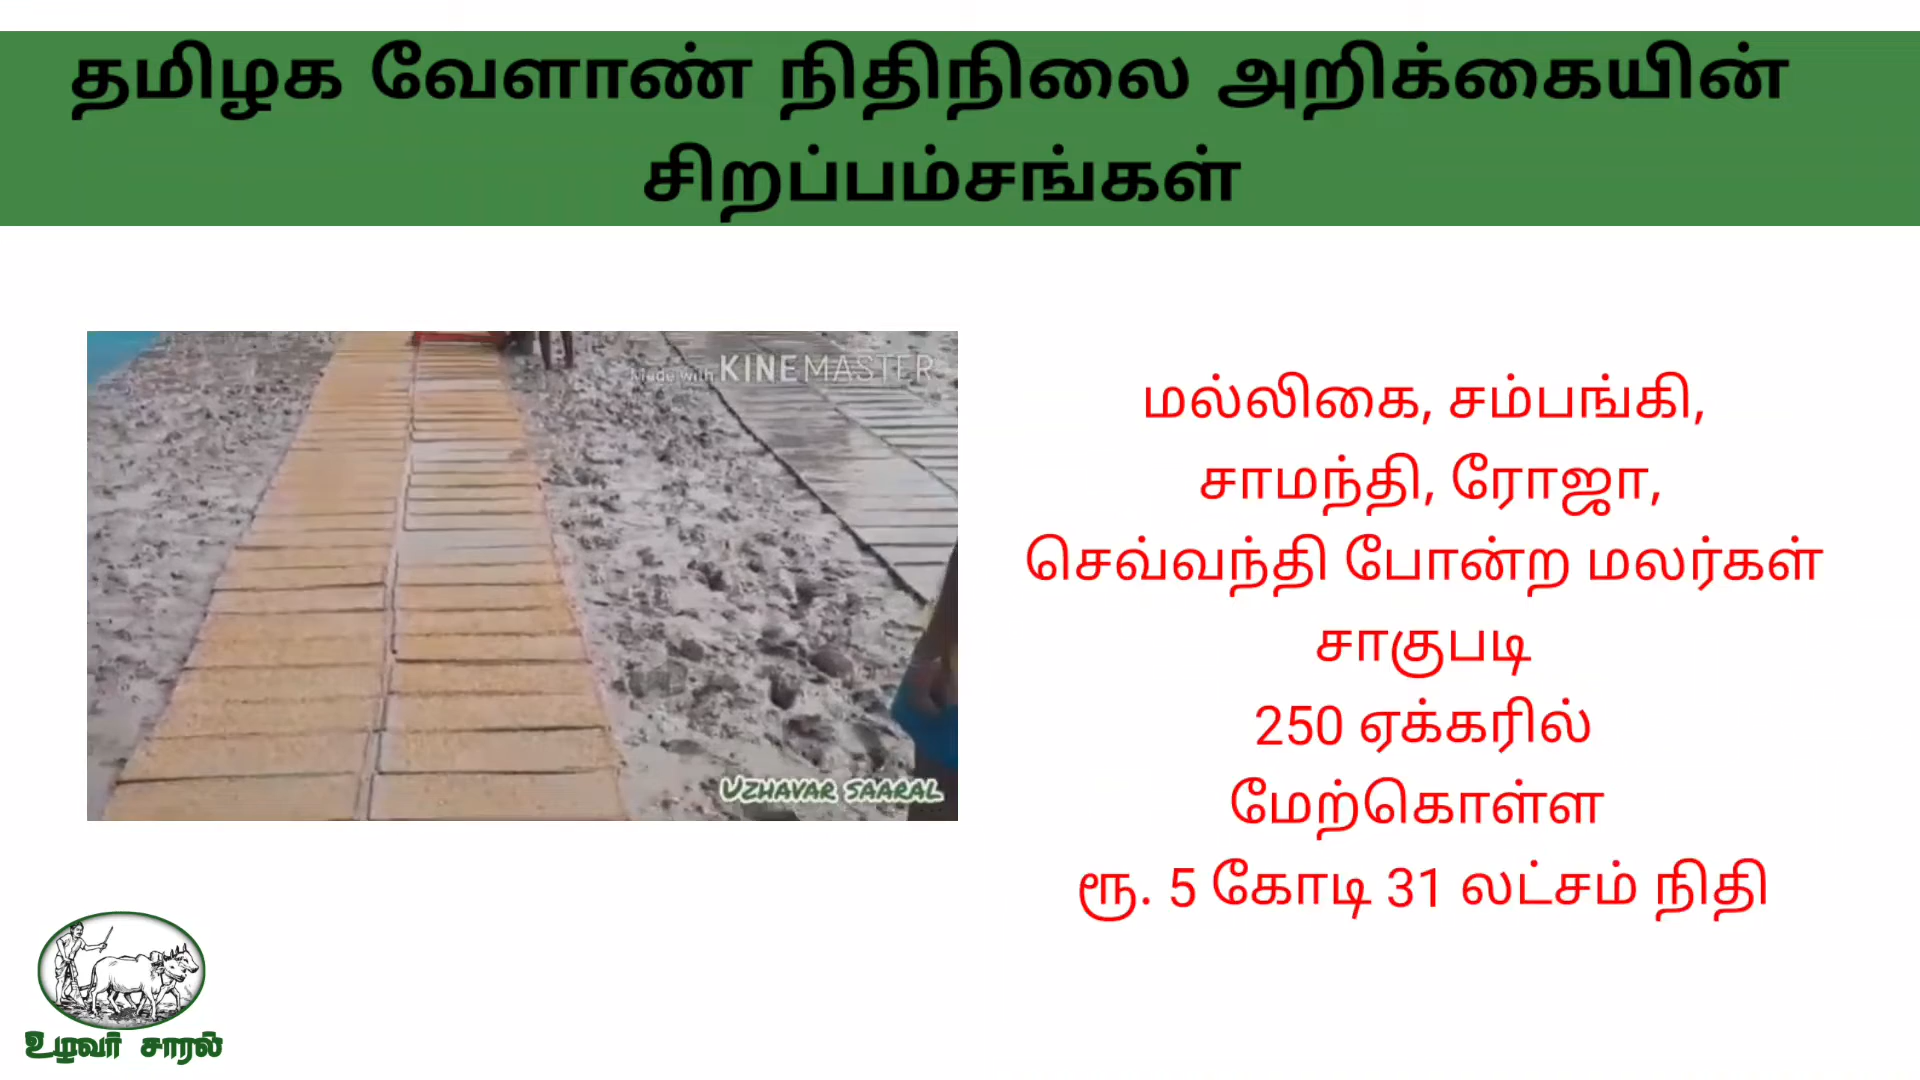 தமிழக வேளாண் நிதிநிலை அறிக்கையின்
சிறப்பம்சங்கள்
Made with KINEMASTER
மல்லிகை, சம்பங்கி,
சாமந்தி, ரோஜா,
செவ்வந்தி போன்ற மலர்கள்
சாகுபடி
250 ஏக்கரில்
மேற்கொள்ள
ரூ. 5 கோடி 31 லட்சம் நிதி
UZHAVAR SAARAL
உழவர் சாரல்